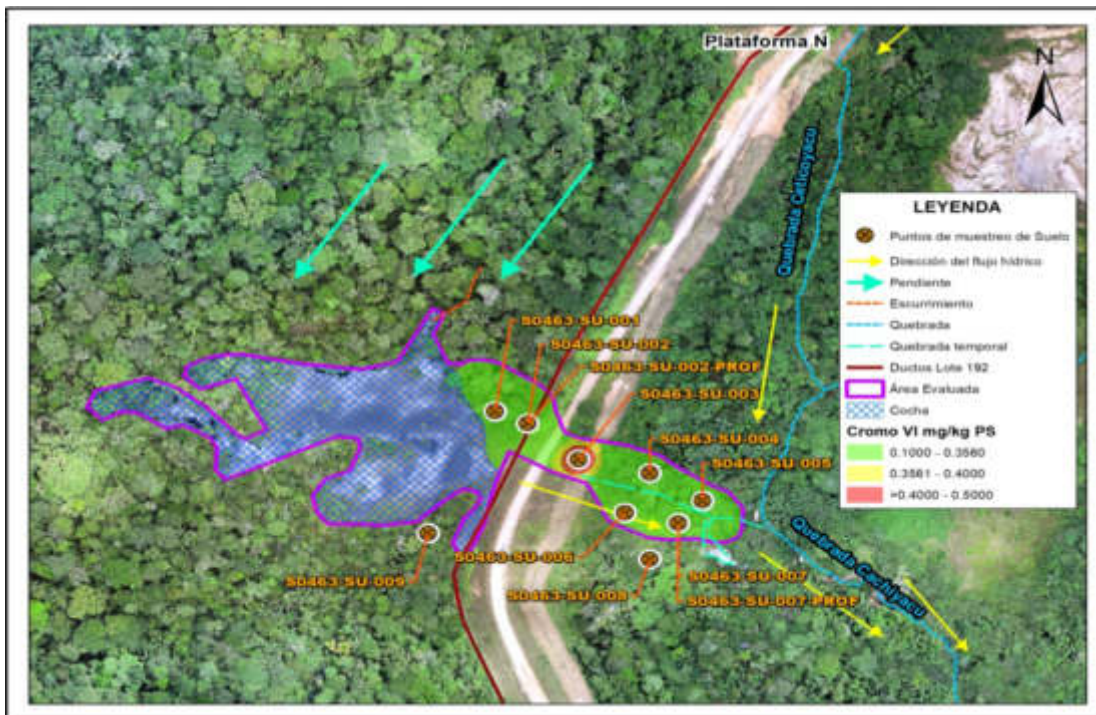 Plataforma N
N
Quebrada Ceticoyacu
LEYENDA
Puntos de muestreo de Suelo
Dirección del flujo hídrico
Pendiente
Escurrimiento
Quebrada
Quebrada temporal
Ductos Lote 192
Área Evaluada
Cocha
Cromo VI mg/kg PS
0.1000 - 0.3560
0.3561 - 0.4000
>0.4000 - 0.5000
S0463-SU-001
S0463-SU-002
S0463-SU-002-PROF
S0463-SU-003
S0463-SU-004
S0463-SU-005
S0463-SU-006
S0463-SU-007
S0463-SU-007-PROF
S0463-SU-008
S0463-SU-009
Quebrada Cachiyacu